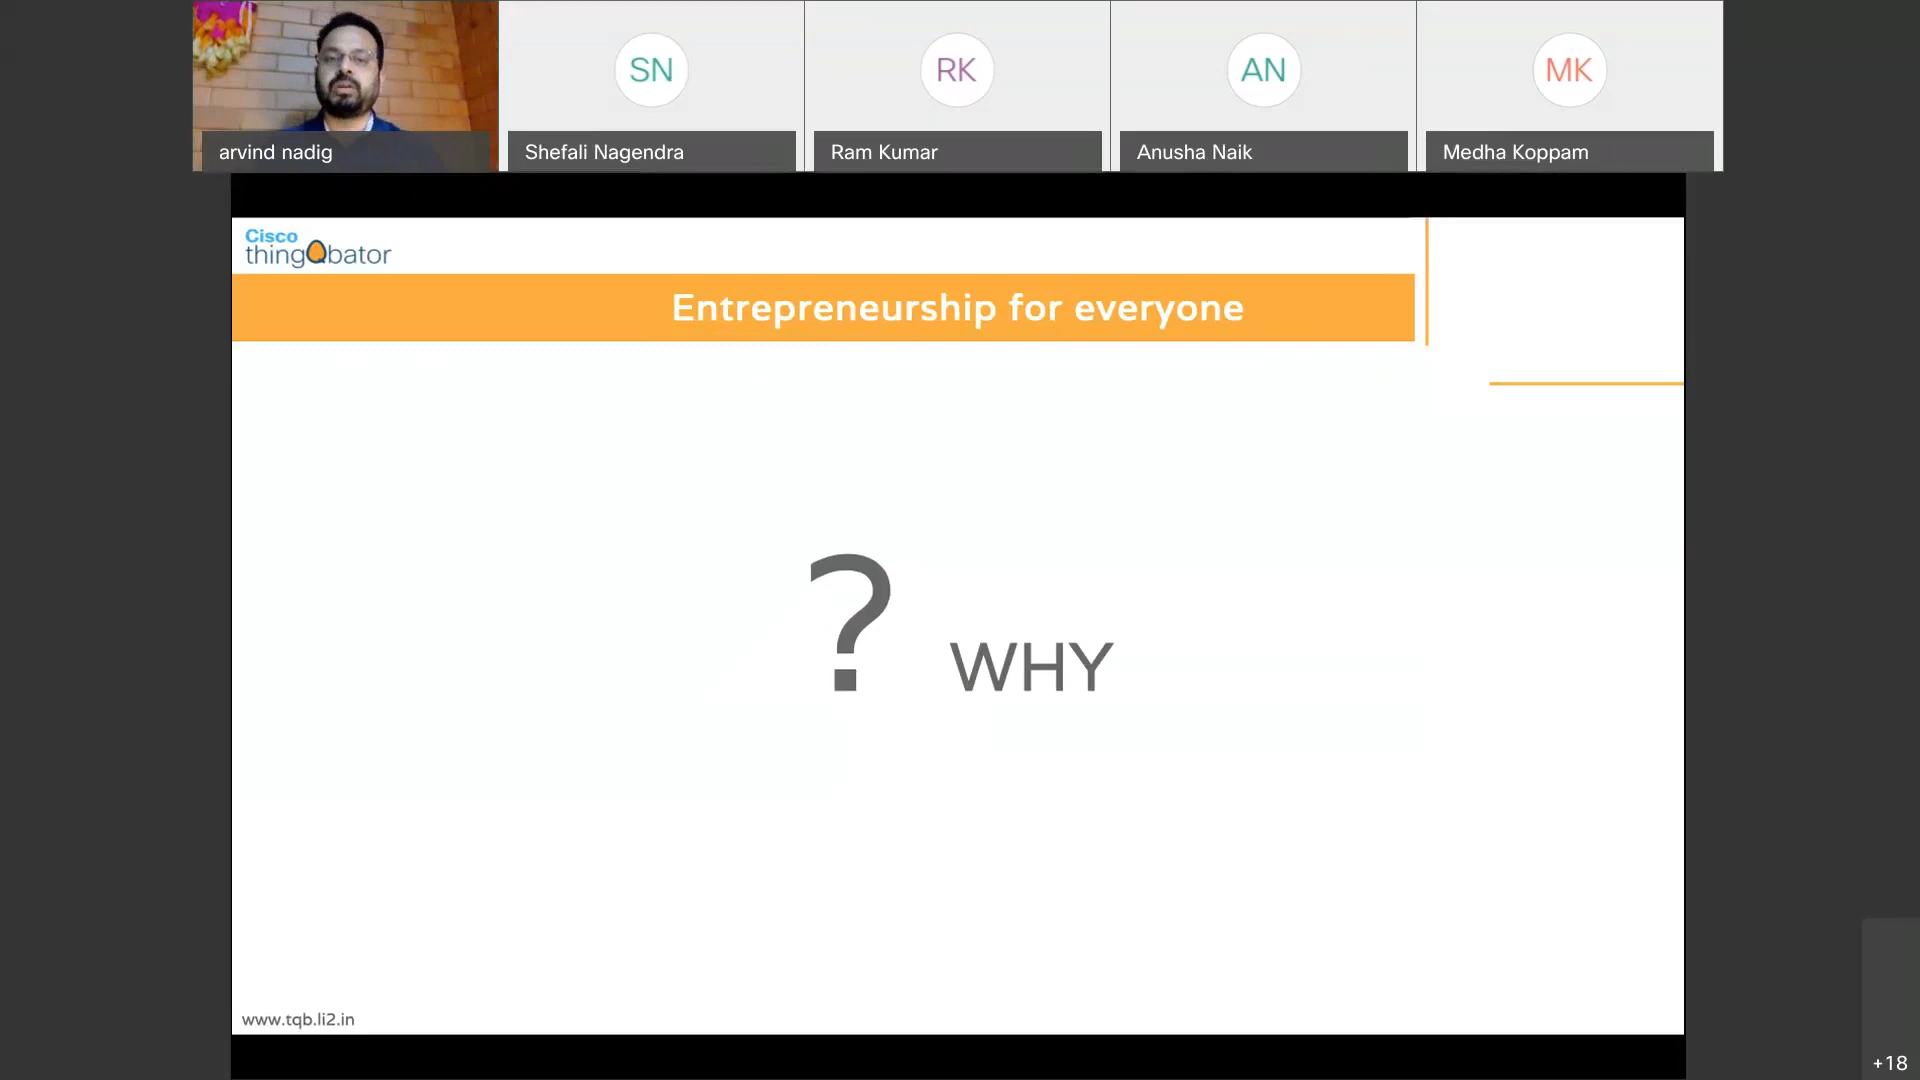 SN
RK
AN
MK
arvind nadig
Shefali Nagendra
Ram Kumar
Anusha Naik
Medha Koppam
Cisco
thingQbator
Entrepreneurship for everyone
? WHY
www.tqb.li2.in
+18